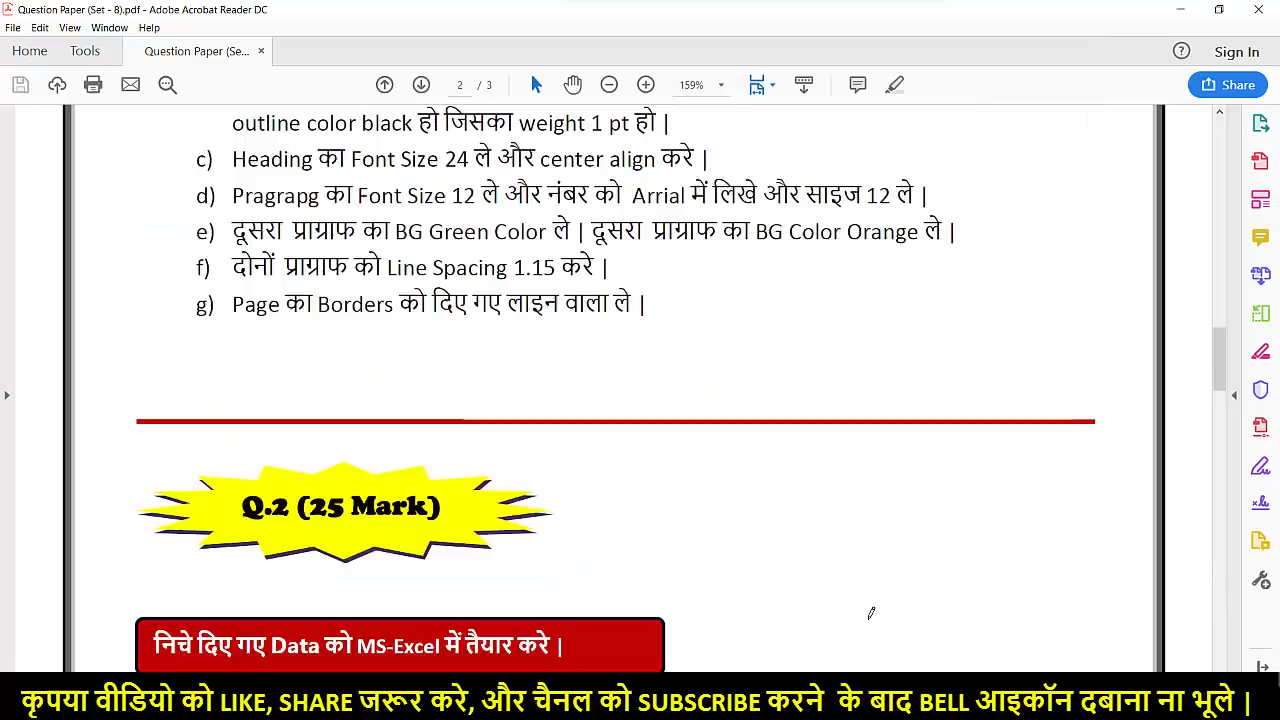 Question Paper (Set - 8).pdf - Adobe Acrobat Reader DC
File Edit View Window Help
Home Tools Question Paper (Se... × Sign In
2 / 3 159% Share
outline color black हो जिसका weight 1 pt हो |
c) Heading का Font Size 24 ले और center align करे |
d) Pragrapg का Font Size 12 ले और नंबर को Arrial में लिखे और साइज 12 ले |
e) दूसरा प्राग्राफ का BG Green Color ले | दूसरा प्राग्राफ का BG Color Orange ले |
f) दोनों प्राग्राफ को Line Spacing 1.15 करे |
g) Page का Borders को दिए गए लाइन वाला ले |
Q.2 (25 Mark)
निचे दिए गए Data को MS-Excel में तैयार करे |
कृपया वीडियो को LIKE, SHARE जरूर करे, और चैनल को SUBSCRIBE करने के बाद BELL आइकॉन दबाना ना भूले |